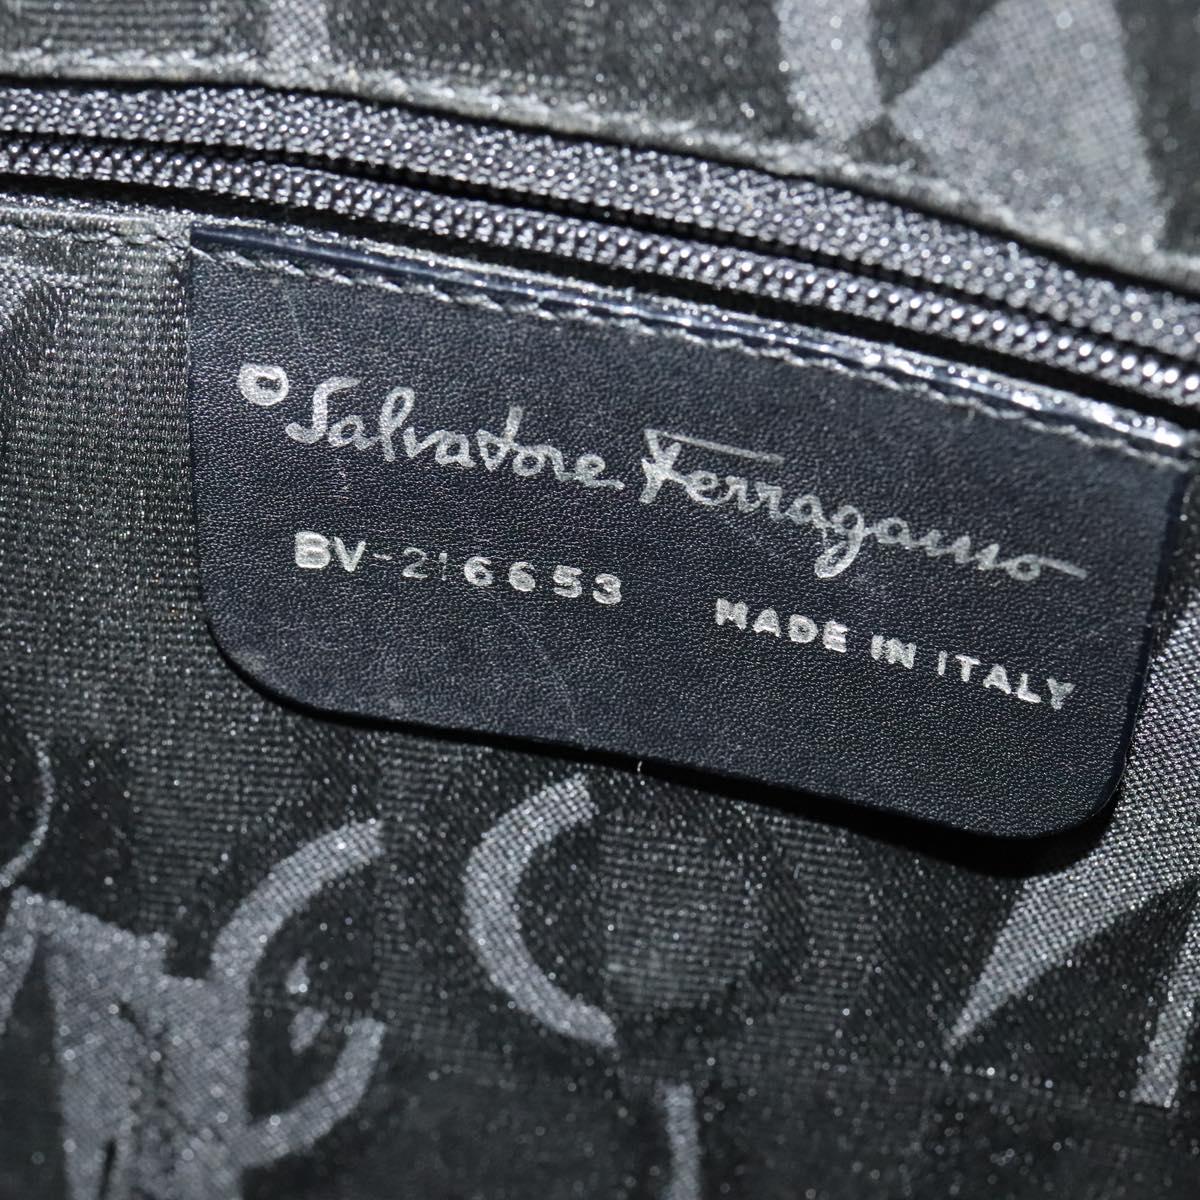 Salvatore Ferragamo
BV-216653 MADE IN ITALY